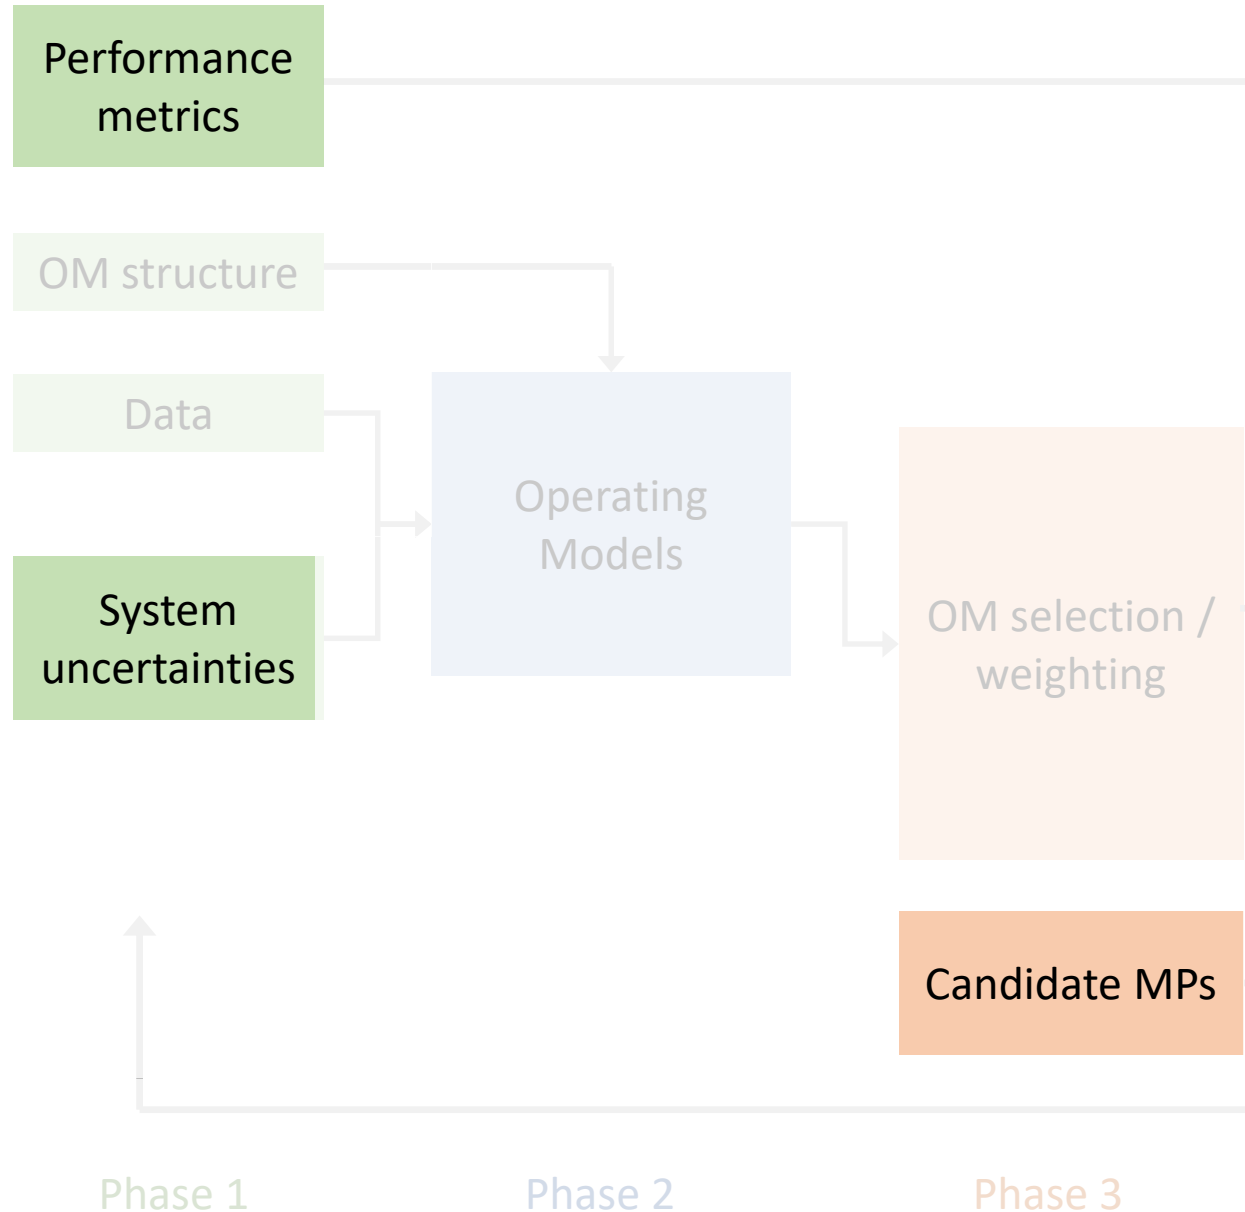 Performance
metrics
OM structure
Data
Operating
Models
System
uncertainties
OM selection /
weighting
Candidate MPs
Phase 1
Phase 2
Phase 3